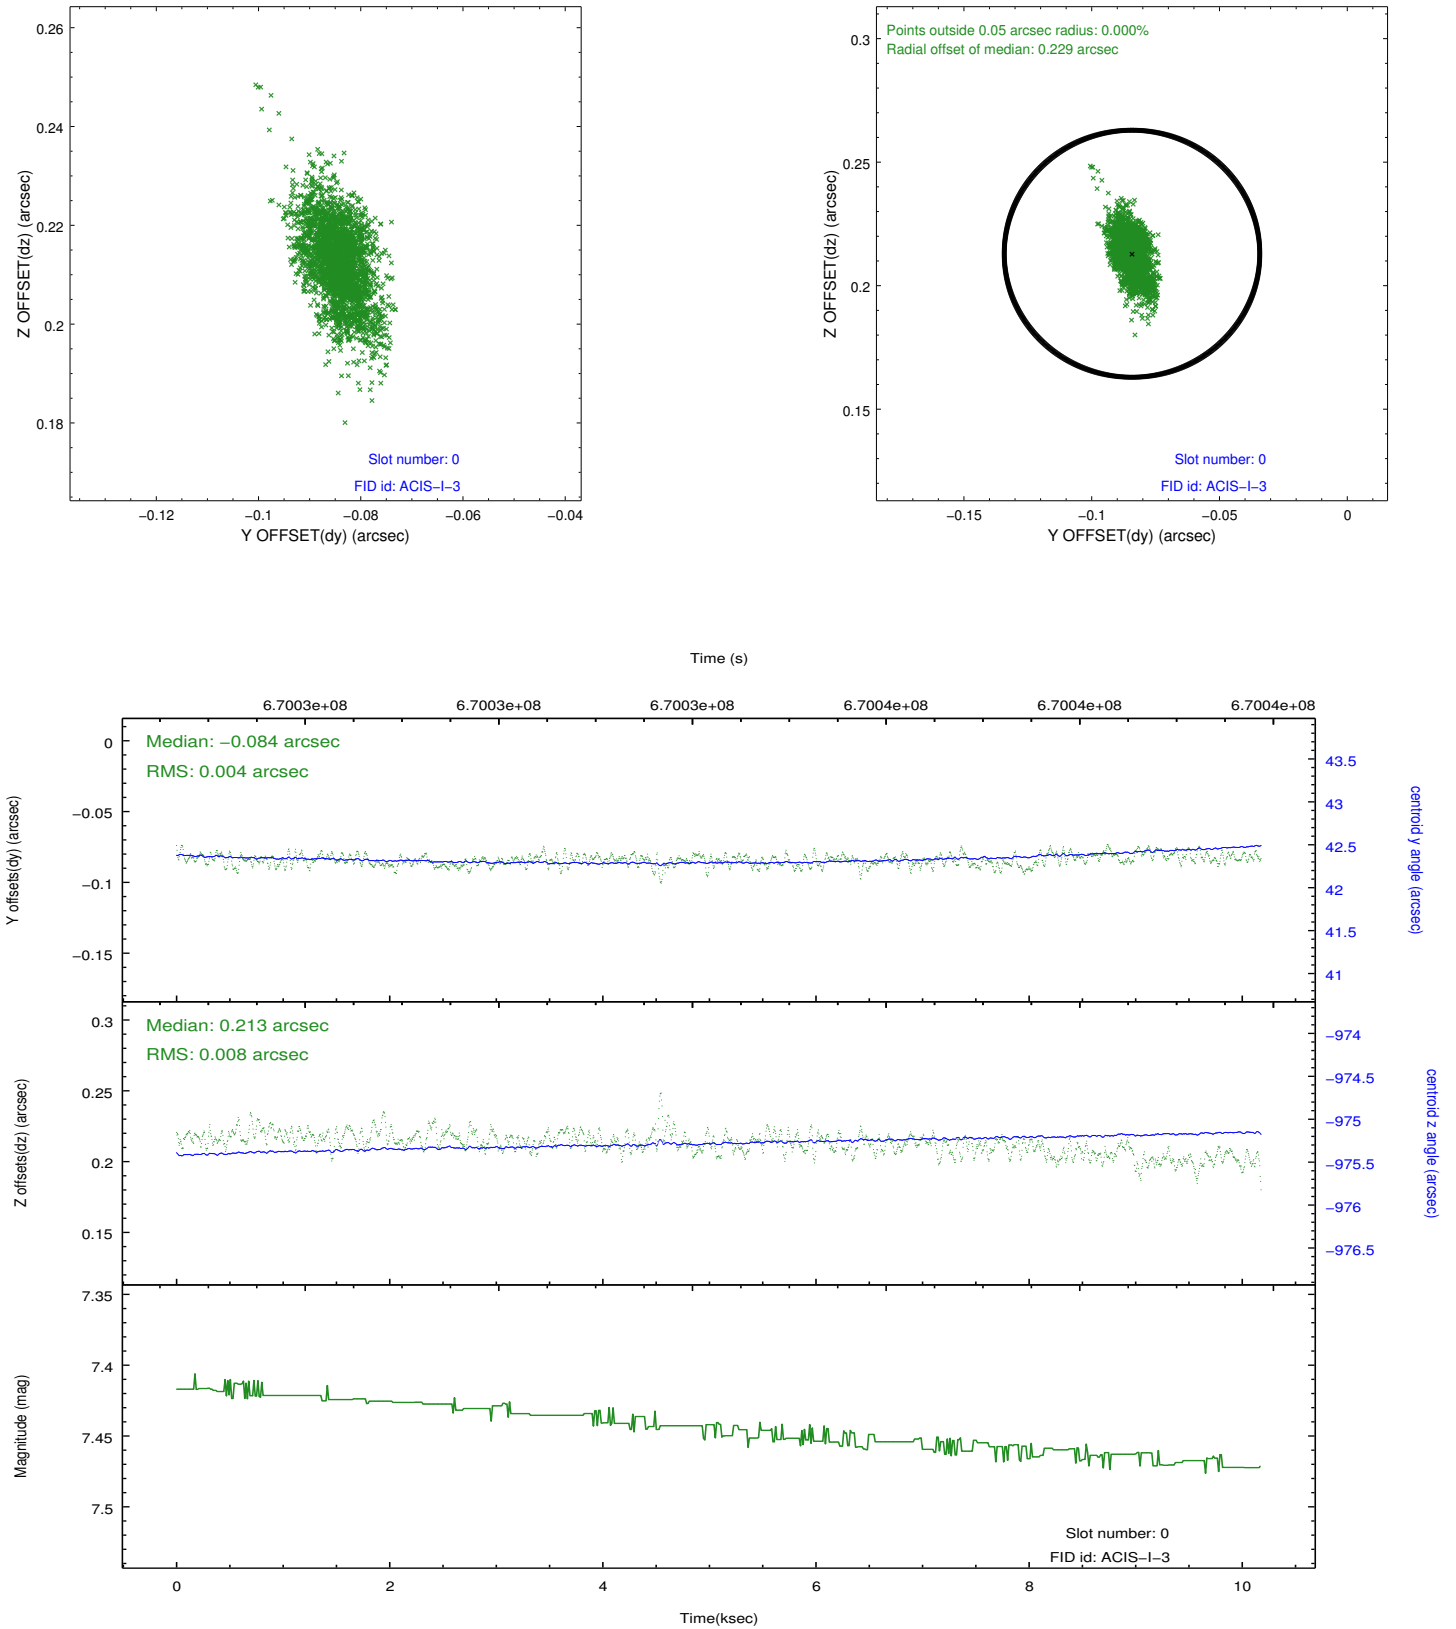 0.26
0.24
0.22
0.2
0.18
Z OFFSET(dz) (arcsec)
Slot number: 0
FID id: ACIS−I−3
−0.12
−0.1
−0.08
−0.06
−0.04
Y OFFSET(dy) (arcsec)
Points outside 0.05 arcsec radius: 0.000%
Radial offset of median: 0.229 arcsec
0.3
0.25
0.2
0.15
Z OFFSET(dz) (arcsec)
Slot number: 0
FID id: ACIS−I−3
−0.15
−0.1
−0.05
0
Y OFFSET(dy) (arcsec)
Time (s)
6.7003e+08
6.7003e+08
6.7003e+08
6.7004e+08
6.7004e+08
6.7004e+08
Median: −0.084 arcsec
RMS: 0.004 arcsec
0
−0.05
−0.1
−0.15
Y offsets(dy) (arcsec)
43.5
43
42.5
42
41.5
41
centroid y angle (arcsec)
Median: 0.213 arcsec
RMS: 0.008 arcsec
0.3
0.25
0.2
0.15
Z offsets(dz) (arcsec)
−974
−974.5
−975
−975.5
−976
−976.5
centroid z angle (arcsec)
7.35
7.4
7.45
7.5
Magnitude (mag)
Slot number: 0
FID id: ACIS−I−3
0
2
4
6
8
10
Time(ksec)